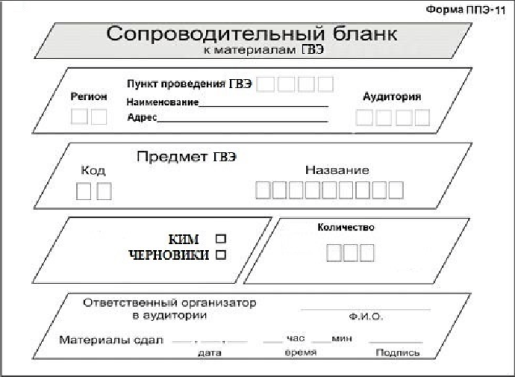 Форма ППЭ-11
Сопроводительный бланк
к материалам ГВЭ
Пункт проведения ГВЭ
Регион
Наименование
Аудитория
Адрес
Предмет ГВЭ
Код
Название
КИМ
ЧЕРНОВИКИ
Количество
Ответственный организатор
в аудитории
Ф.И.О.
Материалы сдал час мин
дата время Подпись